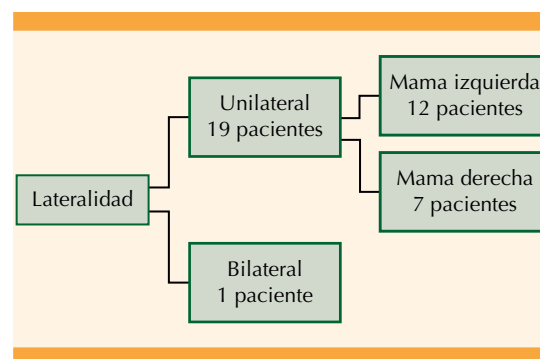 Lateralidad
Unilateral
19 pacientes
Mama izquierda
12 pacientes
Mama derecha
7 pacientes
Bilateral
1 paciente